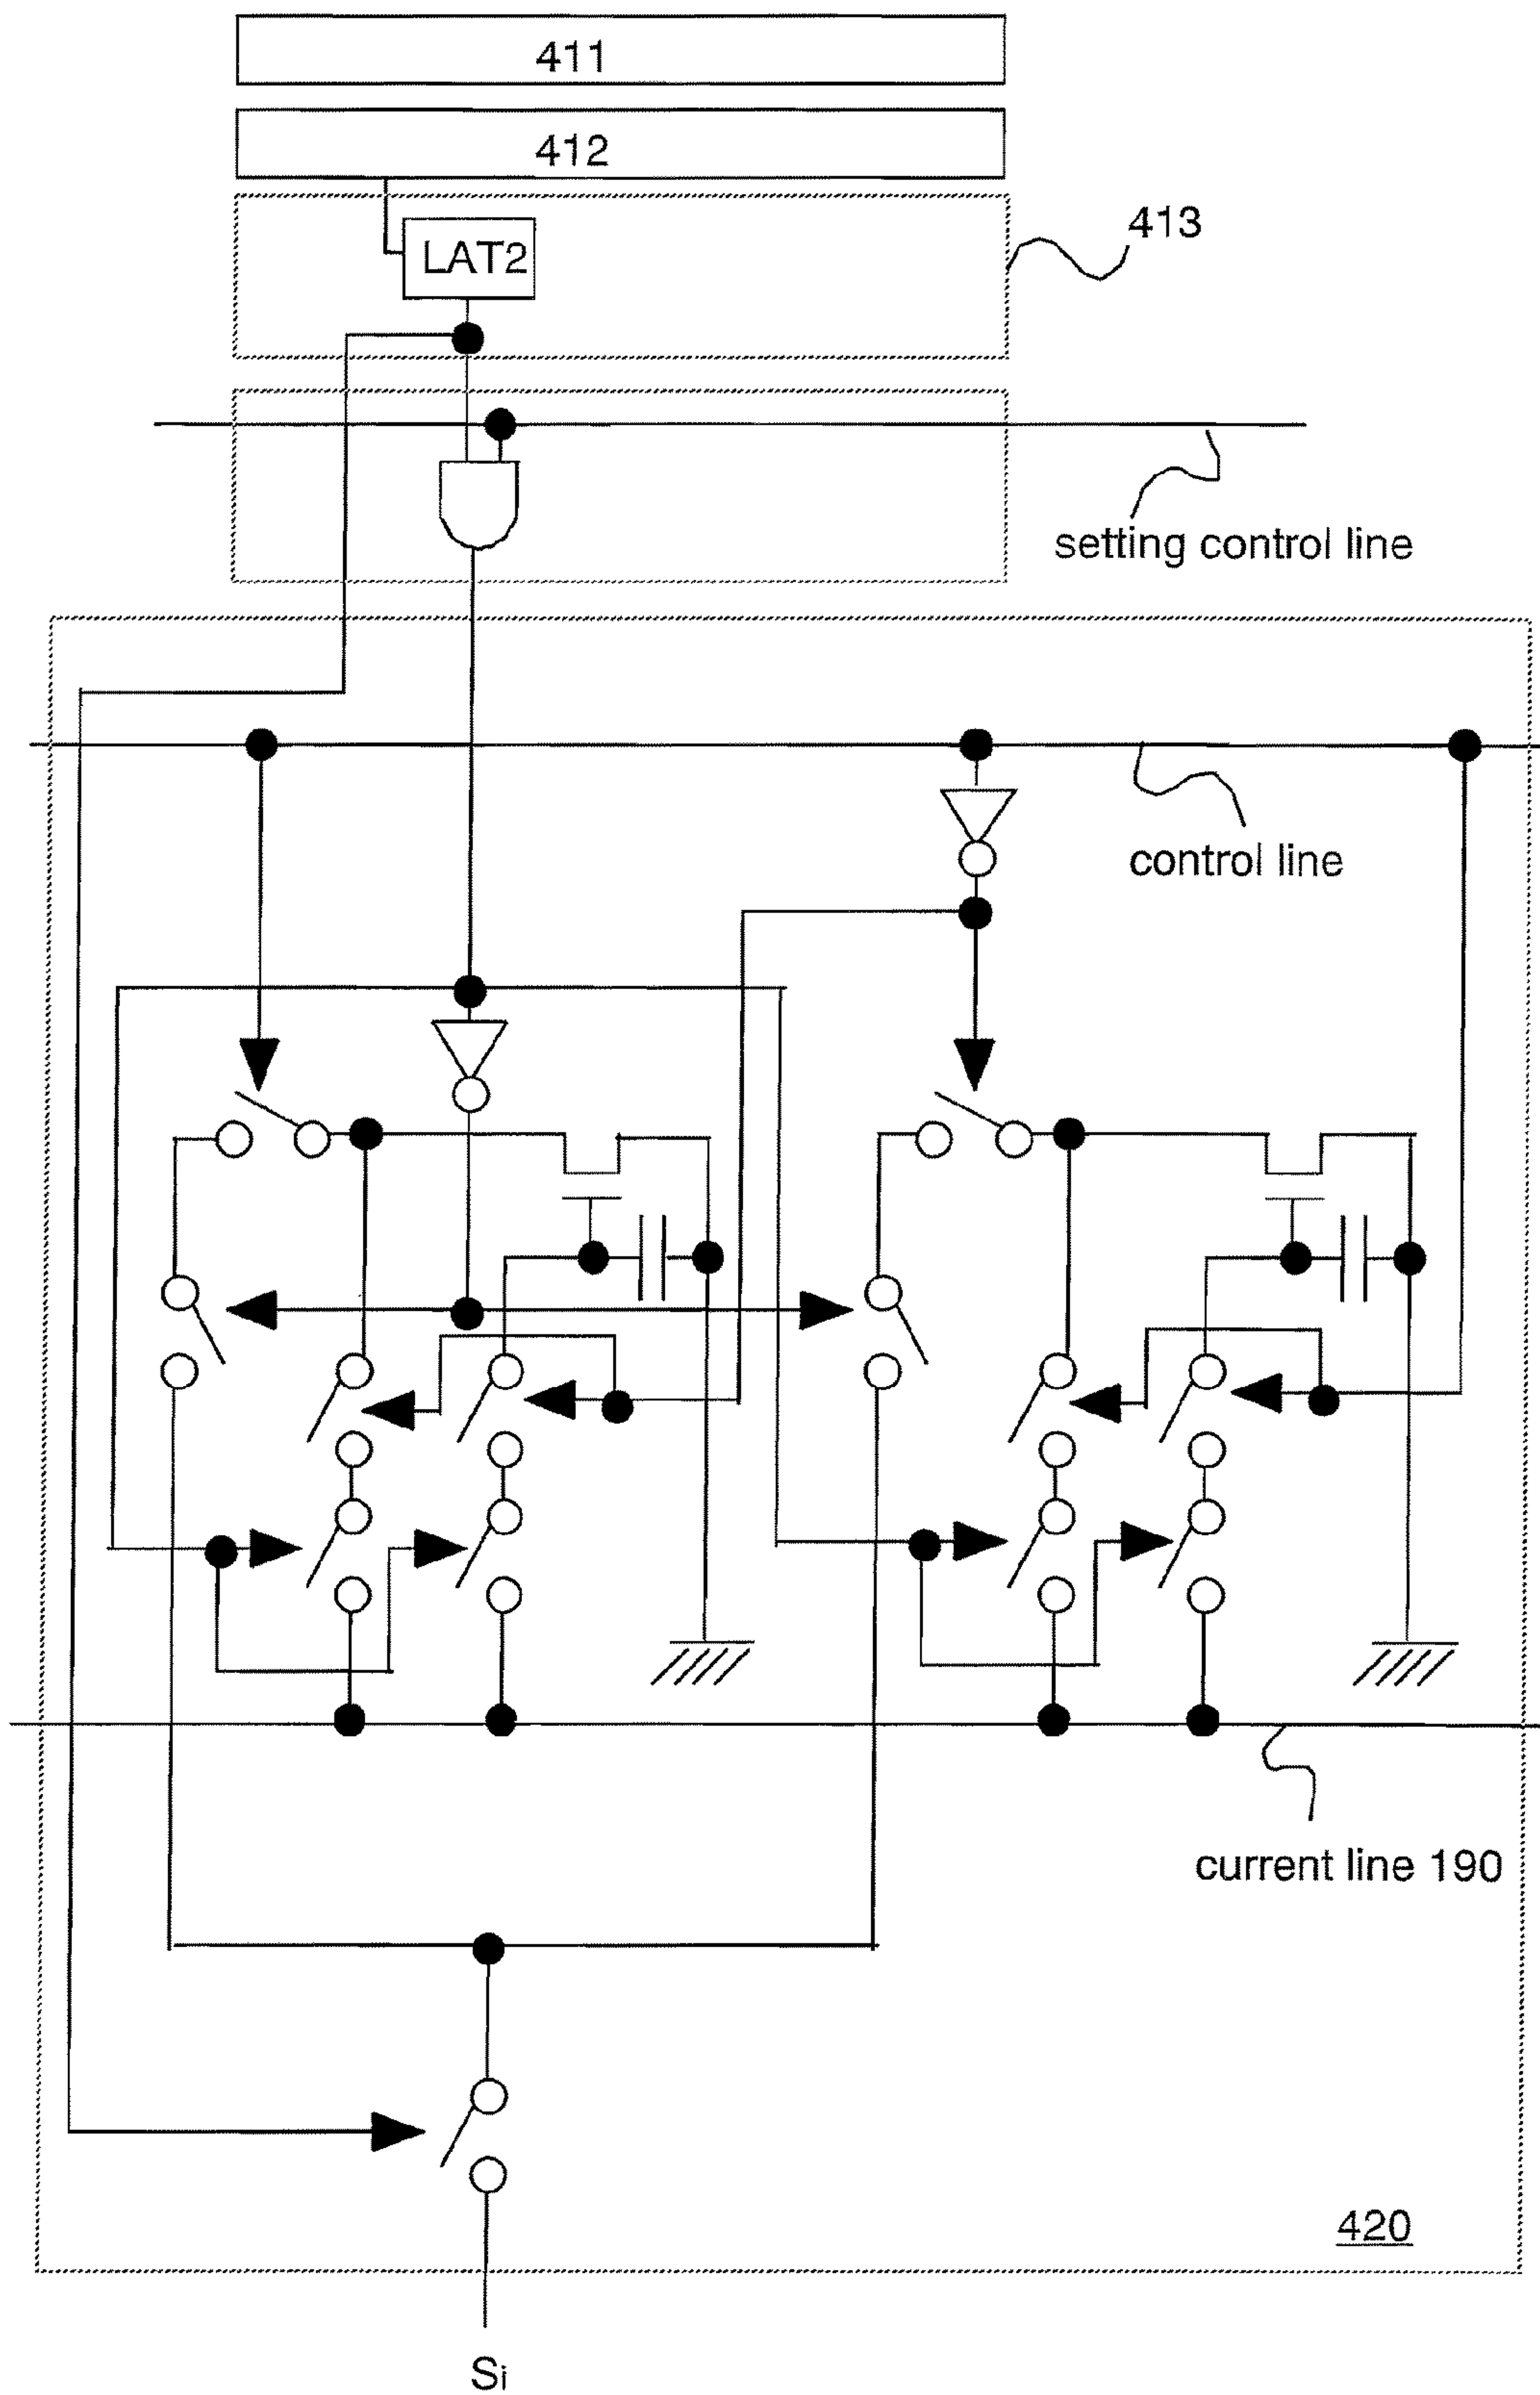 411
412
LAT2
413
setting control line
control line
current line 190
420
Si